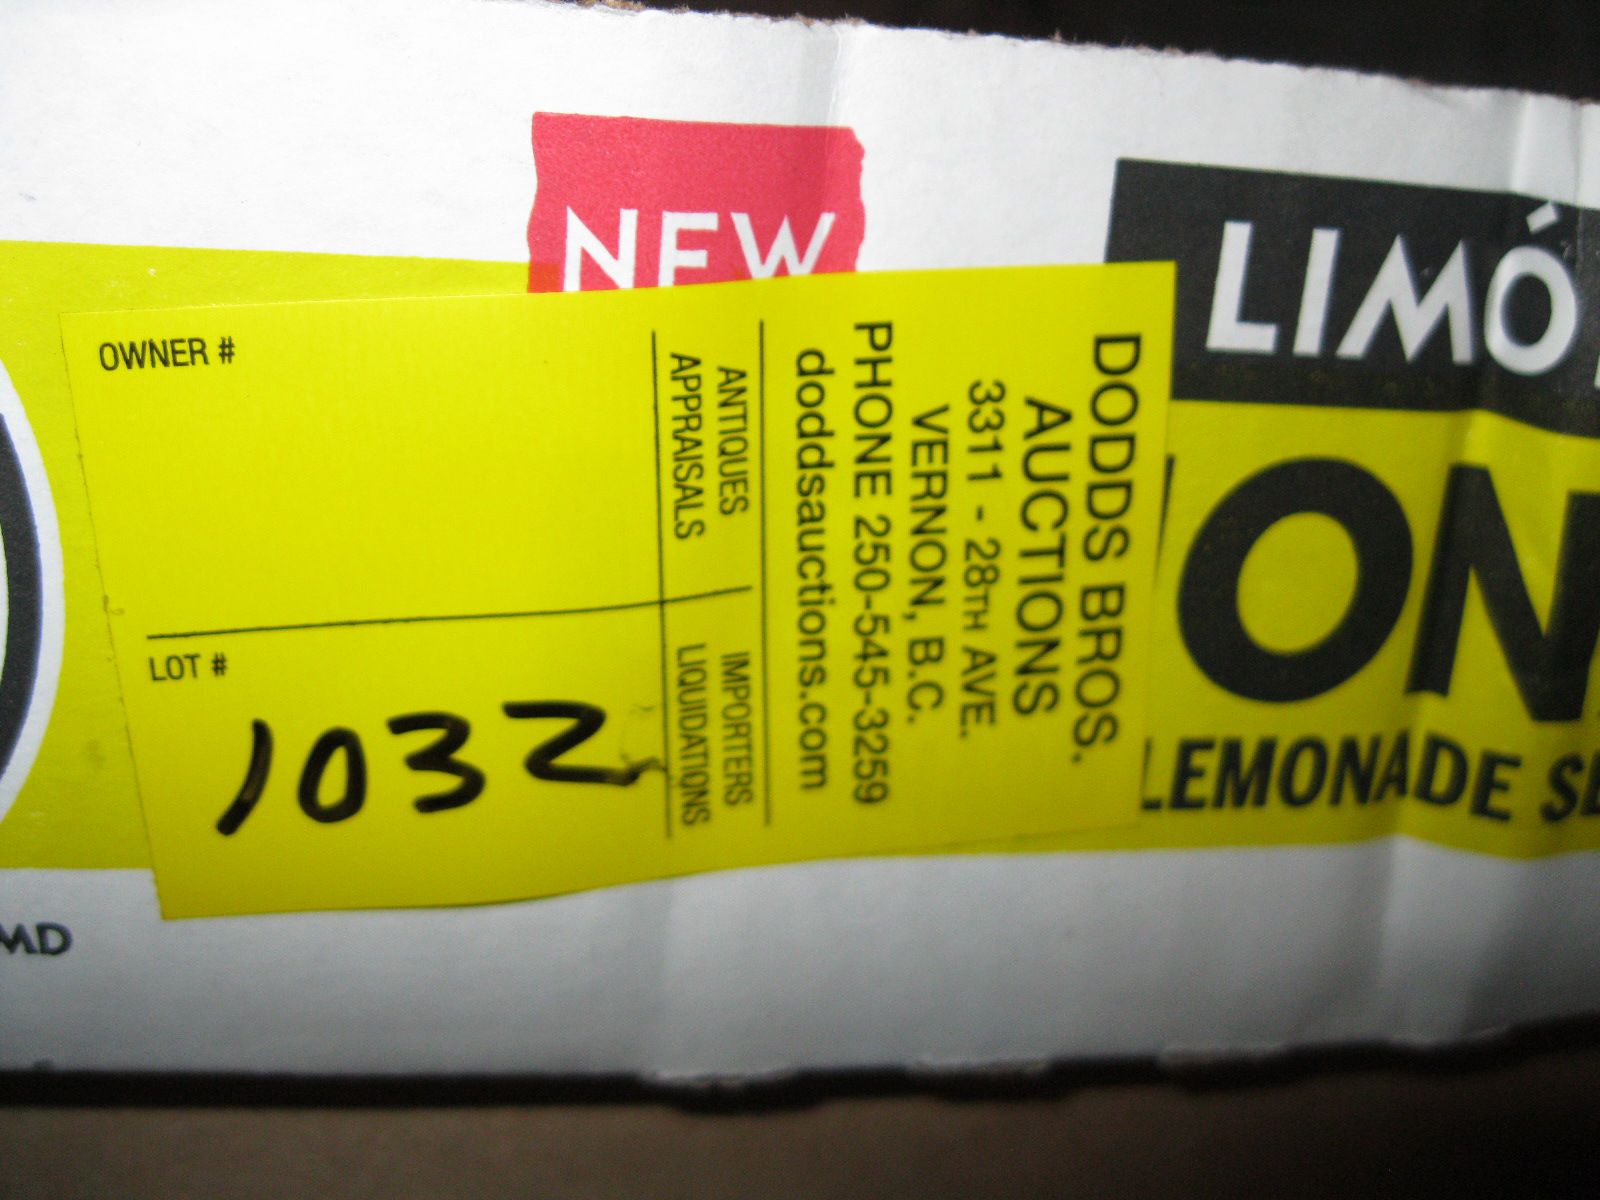 NEW
LIMÓ
OWNER #
LOT #
1032
ANTIQUES
APPRAISALS
IMPORTERS
LIQUIDATIONS
DODDS BROS.
AUCTIONS
3311 - 28TH AVE.
VERNON, B.C.
PHONE 250-545-3259
doddsauctions.com
ON
LEMONADE SE
MD